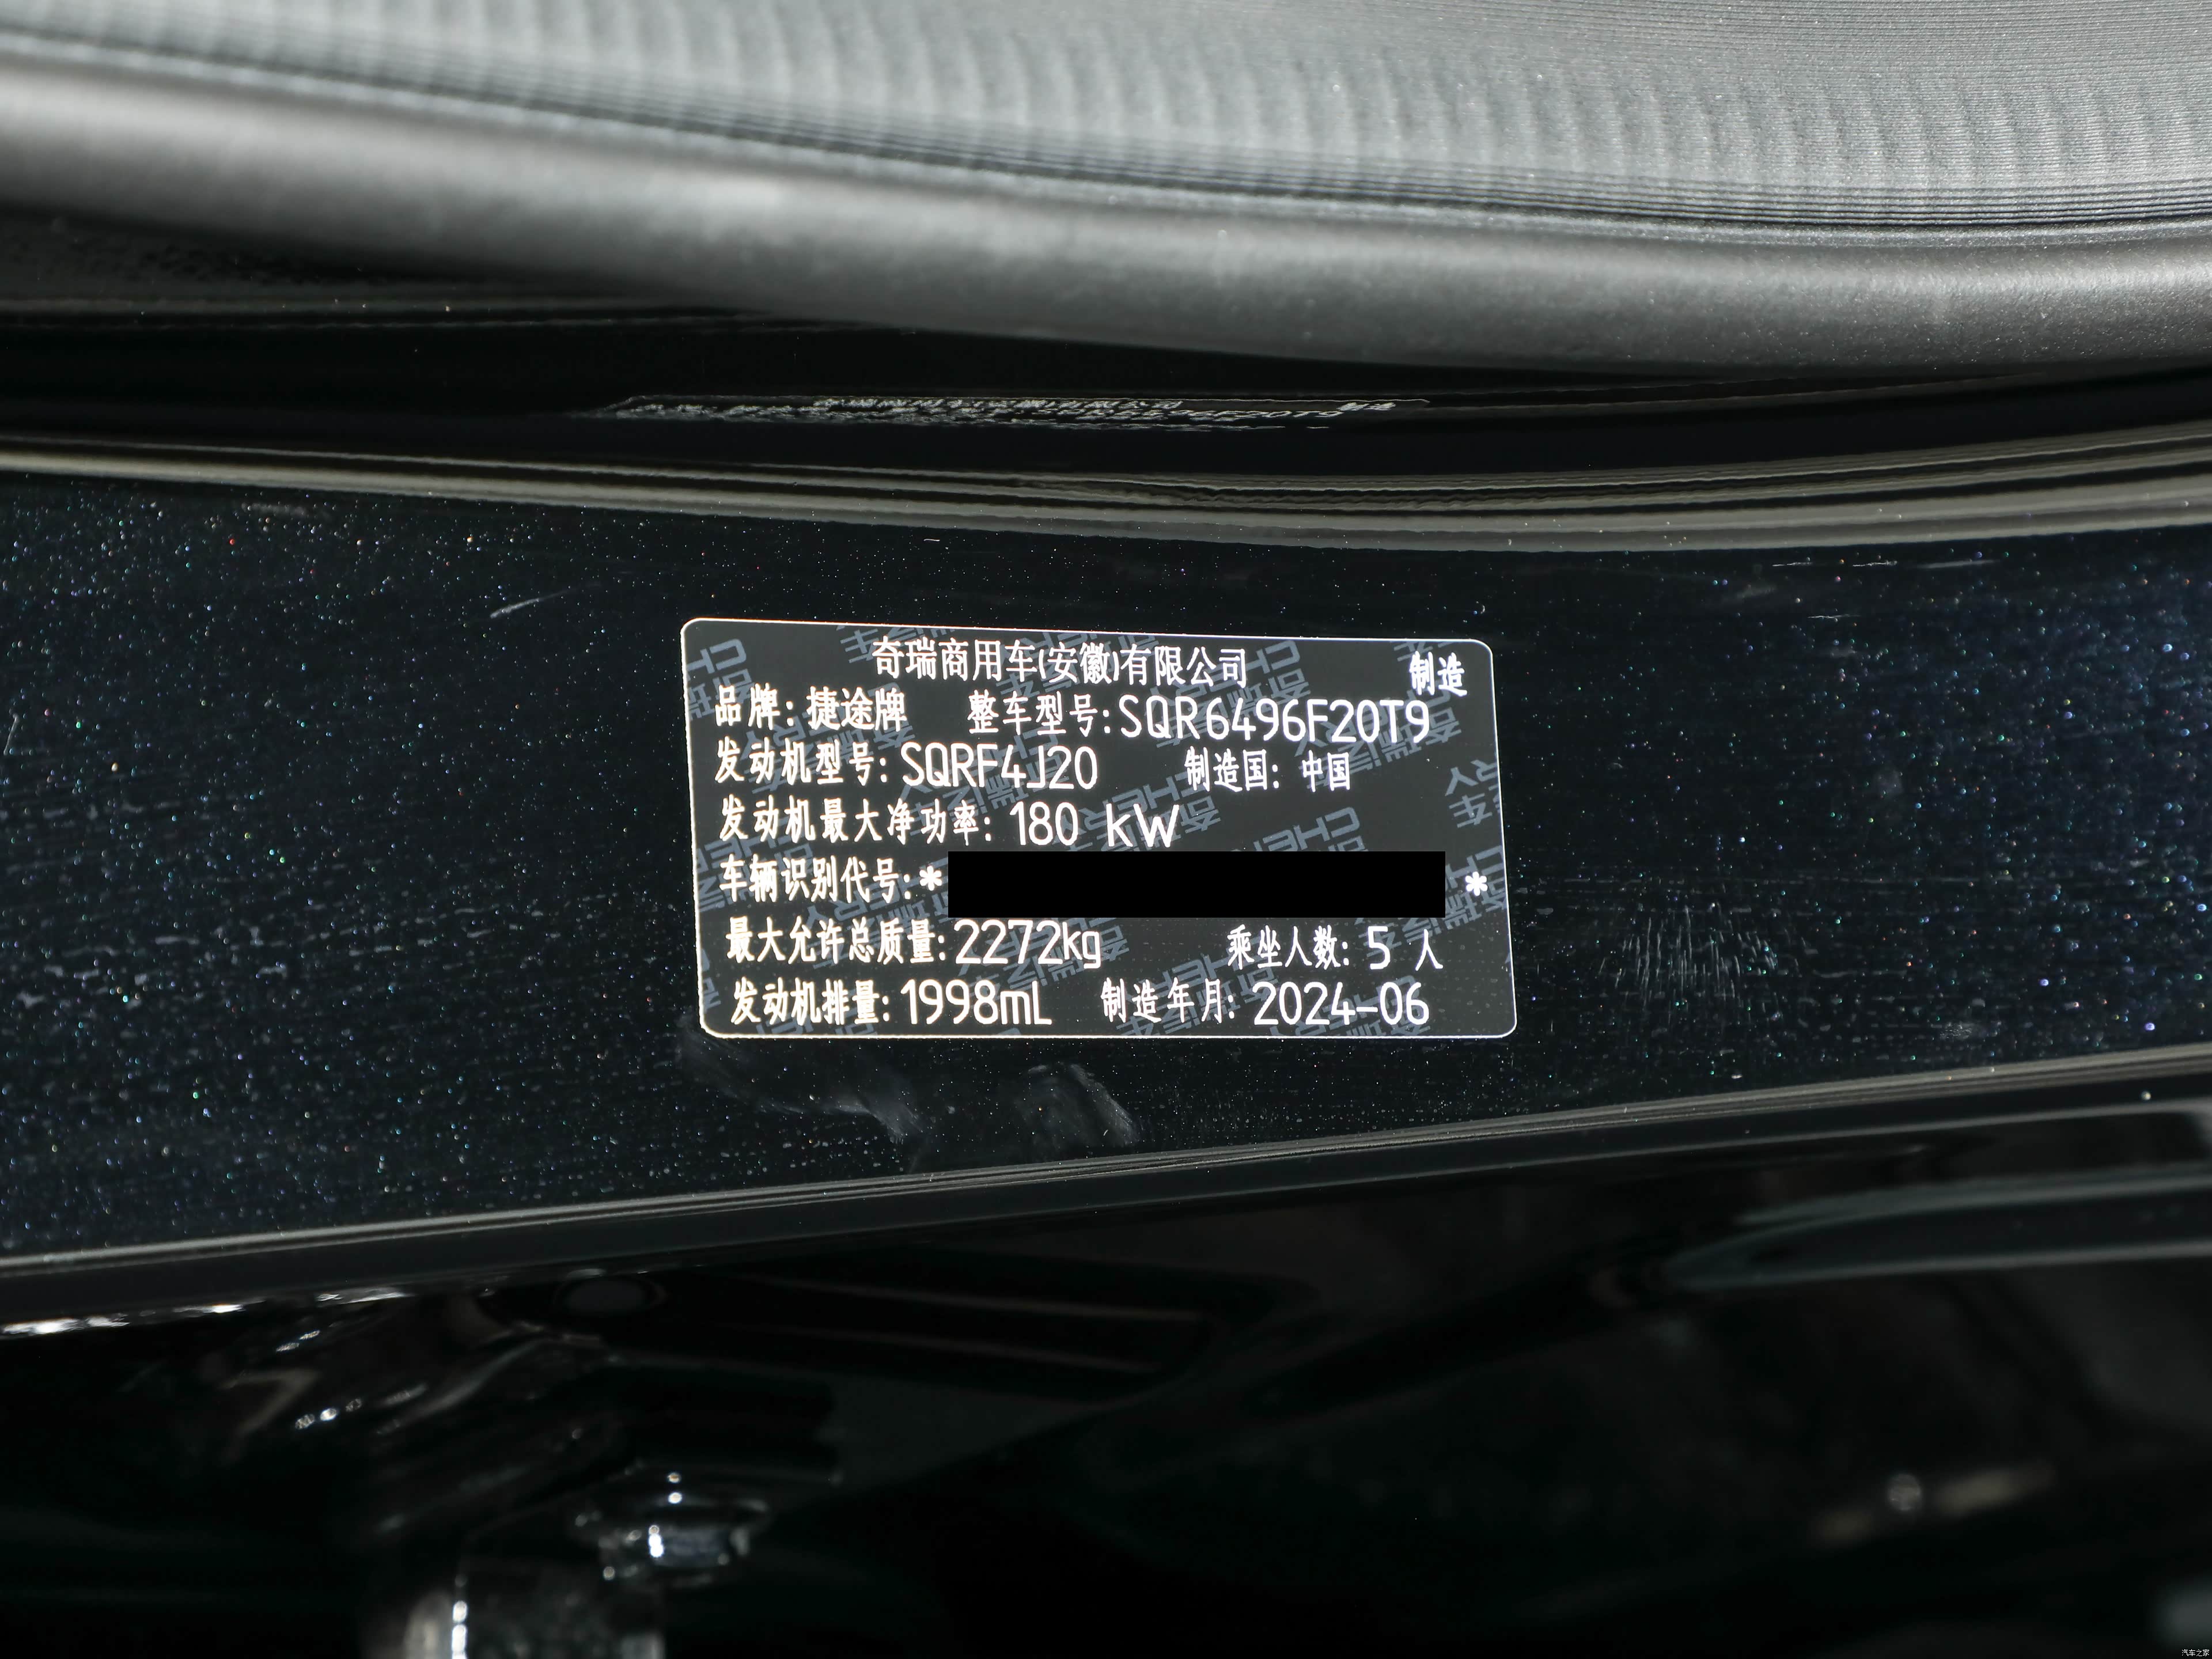 奇瑞商用车(安徽)有限公司 制造
品牌: 捷途牌 整车型号: SQR6496F20T9
发动机型号: SQRF4J20 制造国: 中国
发动机最大净功率: 180 kW
车辆识别代号: * *
最大允许总质量: 2272kg 乘坐人数: 5 人
发动机排量: 1998mL 制造年月: 2024-06
汽车之家